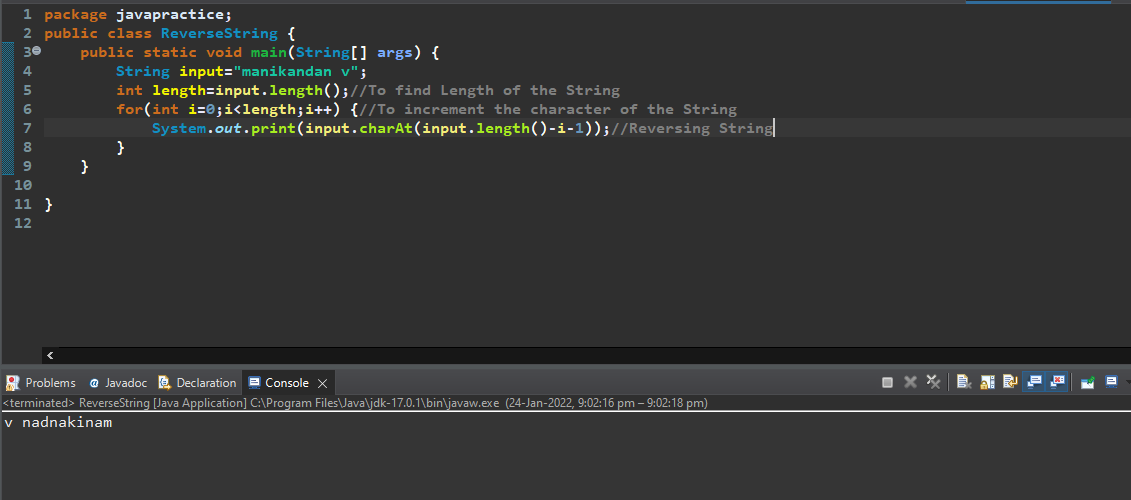 1 package javapractice;
2 public class ReverseString {
3 public static void main(String[] args) {
4 String input="manikandan v";
5 int length=input.length();//To find Length of the String
6 for(int i=0;i<length;i++) {//To increment the character of the String
7 System.out.print(input.charAt(input.length()-i-1));//Reversing String
8 }
9 }
10
11 }
12
Problems @ Javadoc Declaration Console
<terminated> ReverseString [Java Application] C:\Program Files\Java\jdk-17.0.1\bin\javaw.exe (24-Jan-2022, 9:02:16 pm – 9:02:18 pm)
v nadnakinam